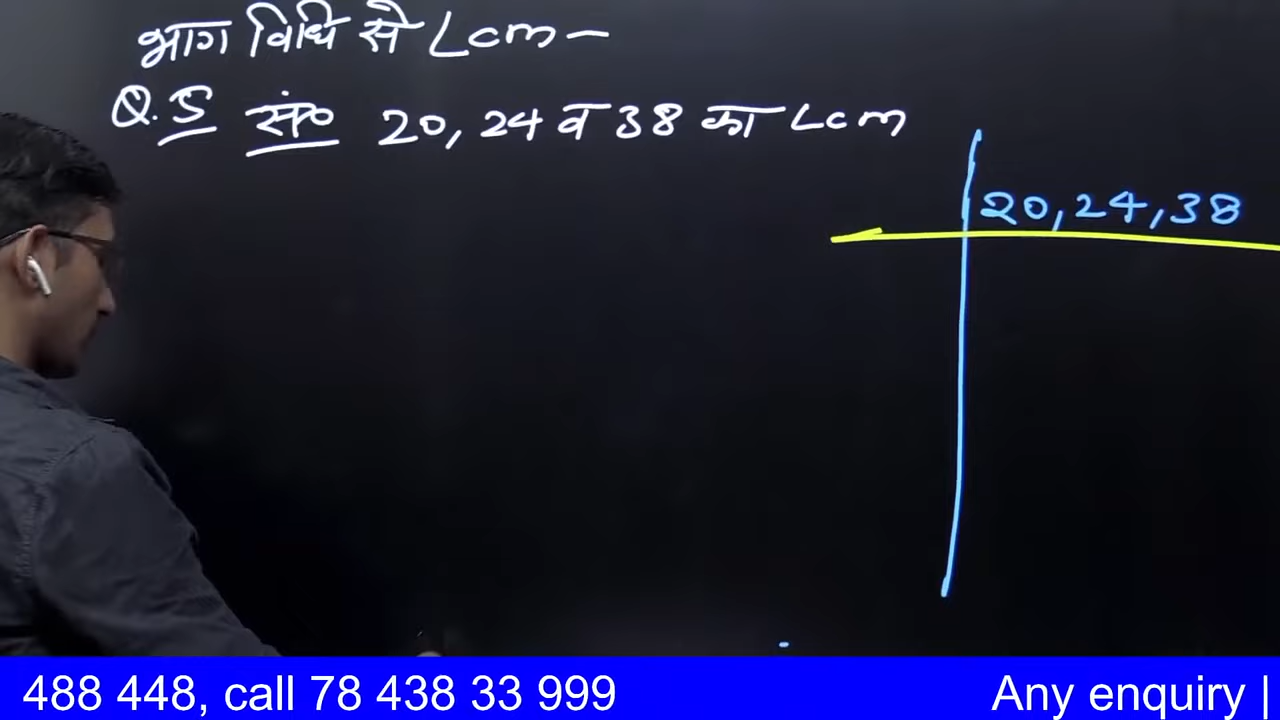 भाग विधि से Lcm –
Q.5 सं० 20, 24 व 38 का Lcm
20, 24, 38
488 448, call 78 438 33 999 Any enquiry |